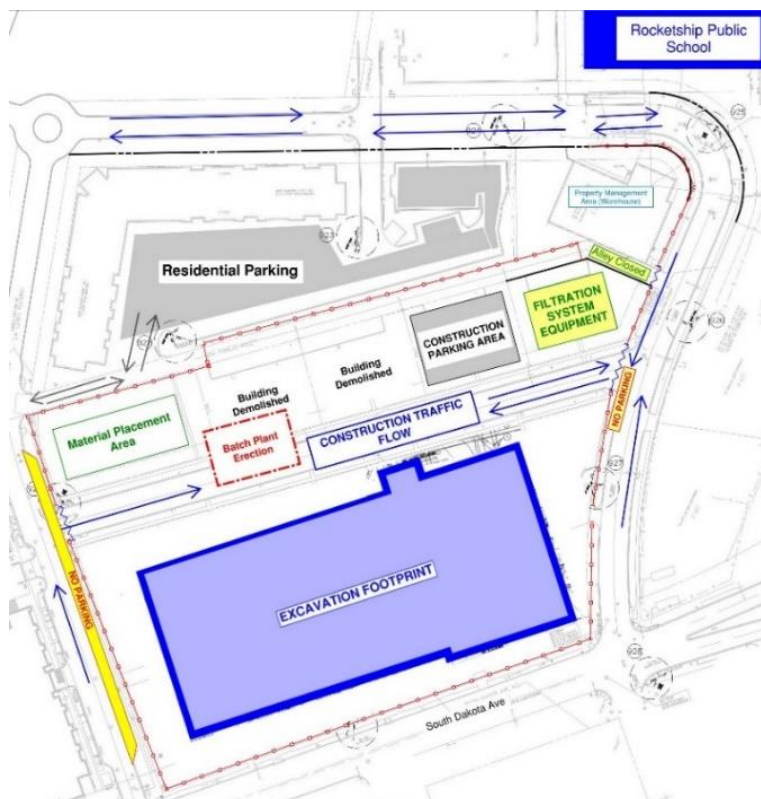 Rocketship Public
School
Property Management
Area (Warehouse)
Alley Closed
Residential Parking
FILTRATION
SYSTEM
EQUIPMENT
CONSTRUCTION
PARKING AREA
Building
Demolished
Building
Demolished
NO PARKING
CONSTRUCTION TRAFFIC
FLOW
Material Placement
Area
Batch Plant
Erection
NO PARKING
EXCAVATION FOOTPRINT
South Dakota Ave